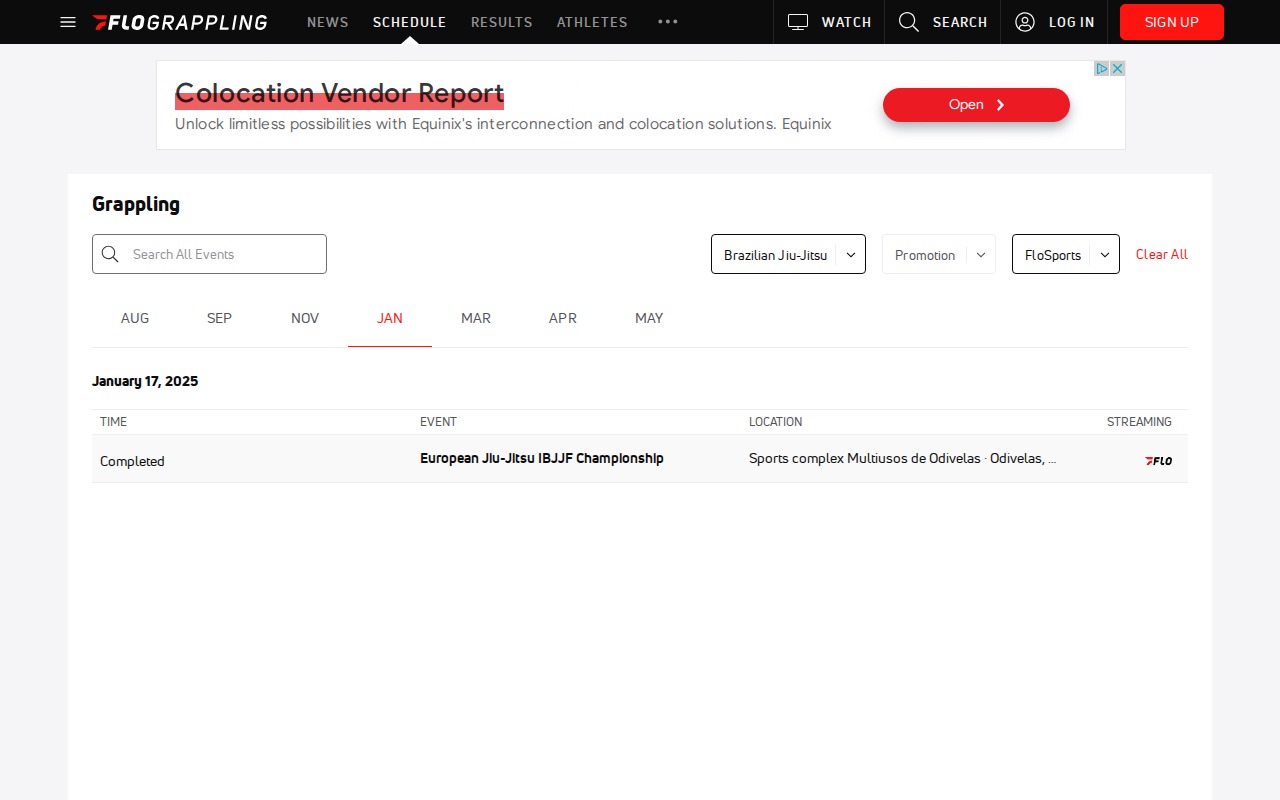 FLOGRAPPLING NEWS SCHEDULE RESULTS ATHLETES WATCH SEARCH LOG IN SIGN UP
Colocation Vendor Report
Unlock limitless possibilities with Equinix's interconnection and colocation solutions. Equinix
Open
Grappling
Search All Events Brazilian Jiu-Jitsu Promotion FloSports Clear All
AUG SEP NOV JAN MAR APR MAY
January 17, 2025
TIME EVENT LOCATION STREAMING
Completed European Jiu-Jitsu IBJJF Championship Sports complex Multiusos de Odivelas · Odivelas, ... FLO